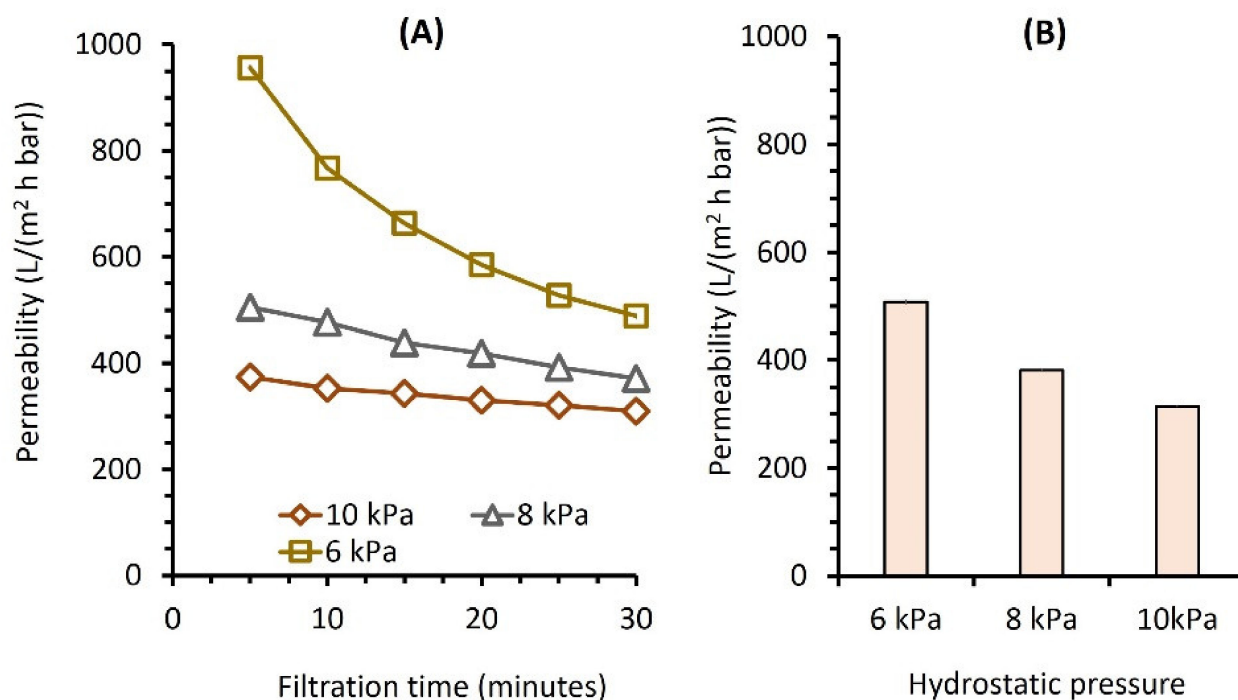 (A)
Permeability (L/(m² h bar))
1000
800
600
400
200
0
0
10
20
30
10 kPa
8 kPa
6 kPa
Filtration time (minutes)
(B)
Permeability (L/(m² h bar))
1000
800
600
400
200
0
6 kPa
8 kPa
10kPa
Hydrostatic pressure